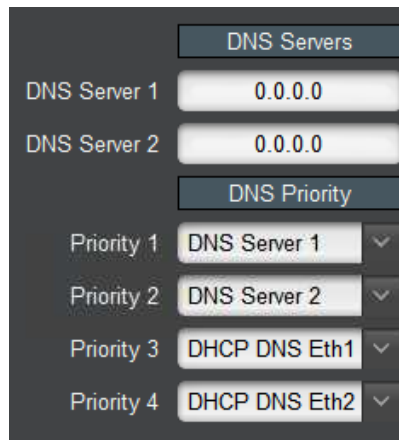 DNS Servers
DNS Server 1 0.0.0.0
DNS Server 2 0.0.0.0
DNS Priority
Priority 1 DNS Server 1
Priority 2 DNS Server 2
Priority 3 DHCP DNS Eth1
Priority 4 DHCP DNS Eth2